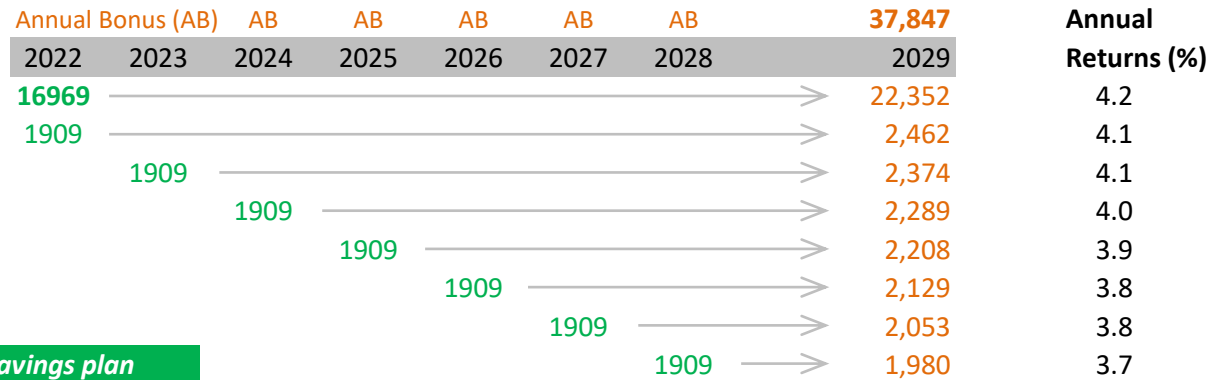 Annual Bonus (AB) AB AB AB AB AB 37,847 Annual
2022 2023 2024 2025 2026 2027 2028 2029 Returns (%)
16969 22,352 4.2
1909 2,462 4.1
1909 2,374 4.1
1909 2,289 4.0
1909 2,208 3.9
1909 2,129 3.8
1909 2,053 3.8
avings plan 1909 1,980 3.7